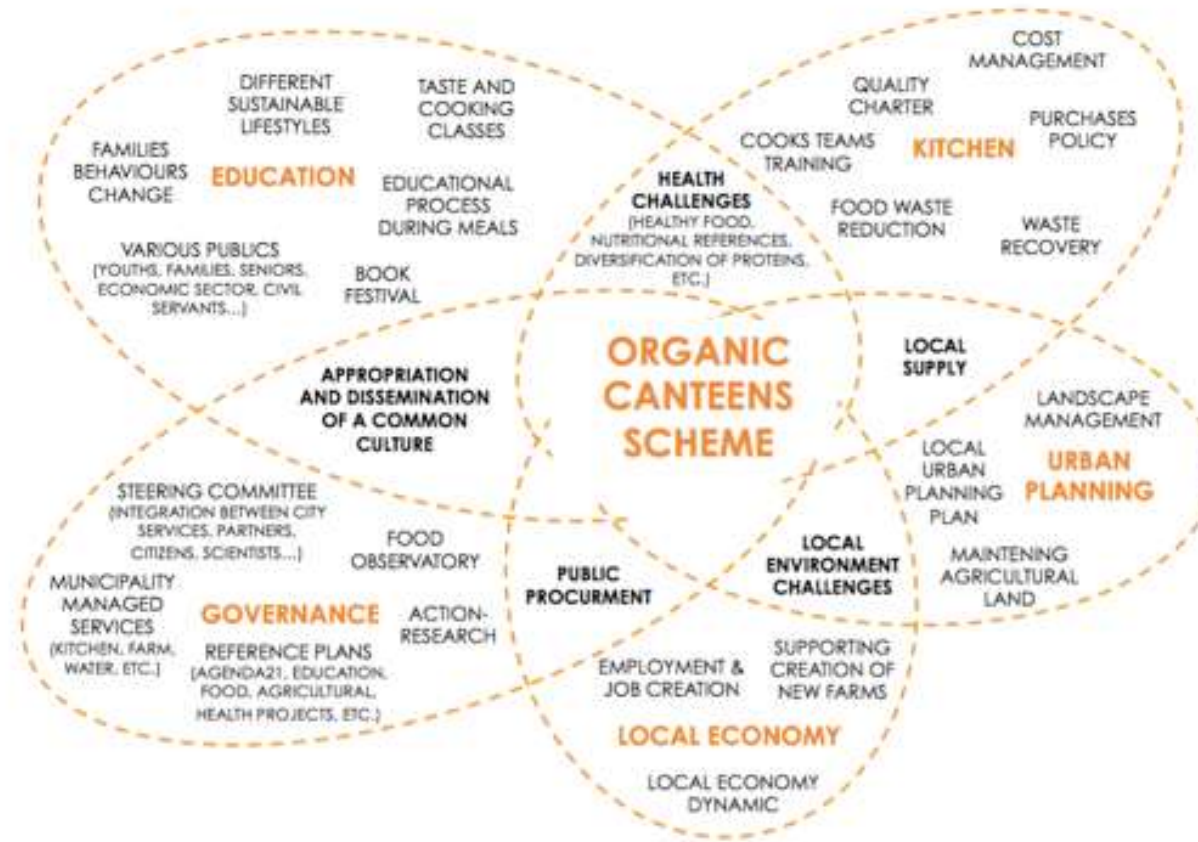 COST
MANAGEMENT
DIFFERENT
SUSTAINABLE
LIFESTYLES
TASTE AND
COOKING
CLASSES
QUALITY
CHARTER
PURCHASES
POLICY
COOKS TEAMS
TRAINING
KITCHEN
FAMILIES
BEHAVIOURS
CHANGE
EDUCATION
EDUCATIONAL
PROCESS
DURING MEALS
HEALTH
CHALLENGES
(HEALTHY FOOD,
NUTRITIONAL REFERENCES,
DIVERSIFICATION OF PROTEINS,
ETC.)
FOOD WASTE
REDUCTION
WASTE
RECOVERY
VARIOUS PUBLICS
(YOUTHS, FAMILIES, SENIORS,
ECONOMIC SECTOR, CIVIL
SERVANTS...)
BOOK
FESTIVAL
ORGANIC
CANTEENS
SCHEME
LOCAL
SUPPLY
APPROPRIATION
AND DISSEMINATION
OF A COMMON
CULTURE
LANDSCAPE
MANAGEMENT
LOCAL
URBAN
PLANNING
PLAN
URBAN
PLANNING
STEERING COMMITTEE
(INTEGRATION BETWEEN CITY
SERVICES, PARTNERS,
CITIZENS, SCIENTISTS...)
FOOD
OBSERVATORY
PUBLIC
PROCURMENT
LOCAL
ENVIRONMENT
CHALLENGES
MAINTENING
AGRICULTURAL
LAND
MUNICIPALITY
MANAGED
SERVICES
(KITCHEN, FARM,
WATER, ETC.)
GOVERNANCE
ACTION-
RESEARCH
REFERENCE PLANS
(AGENDA21, EDUCATION,
FOOD, AGRICULTURAL,
HEALTH PROJECTS, ETC.)
EMPLOYMENT &
JOB CREATION
SUPPORTING
CREATION OF
NEW FARMS
LOCAL ECONOMY
LOCAL ECONOMY
DYNAMIC